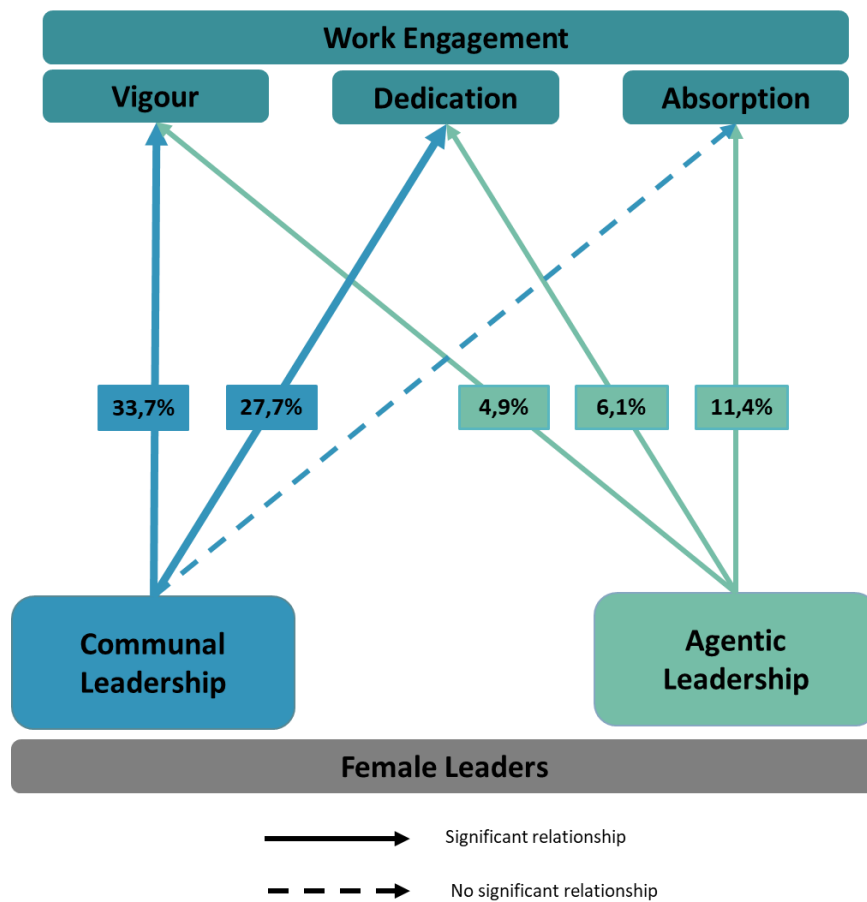 Work Engagement
Vigour
Dedication
Absorption
33,7%
27,7%
4,9%
6,1%
11,4%
Communal
Leadership
Agentic
Leadership
Female Leaders
Significant relationship
No significant relationship